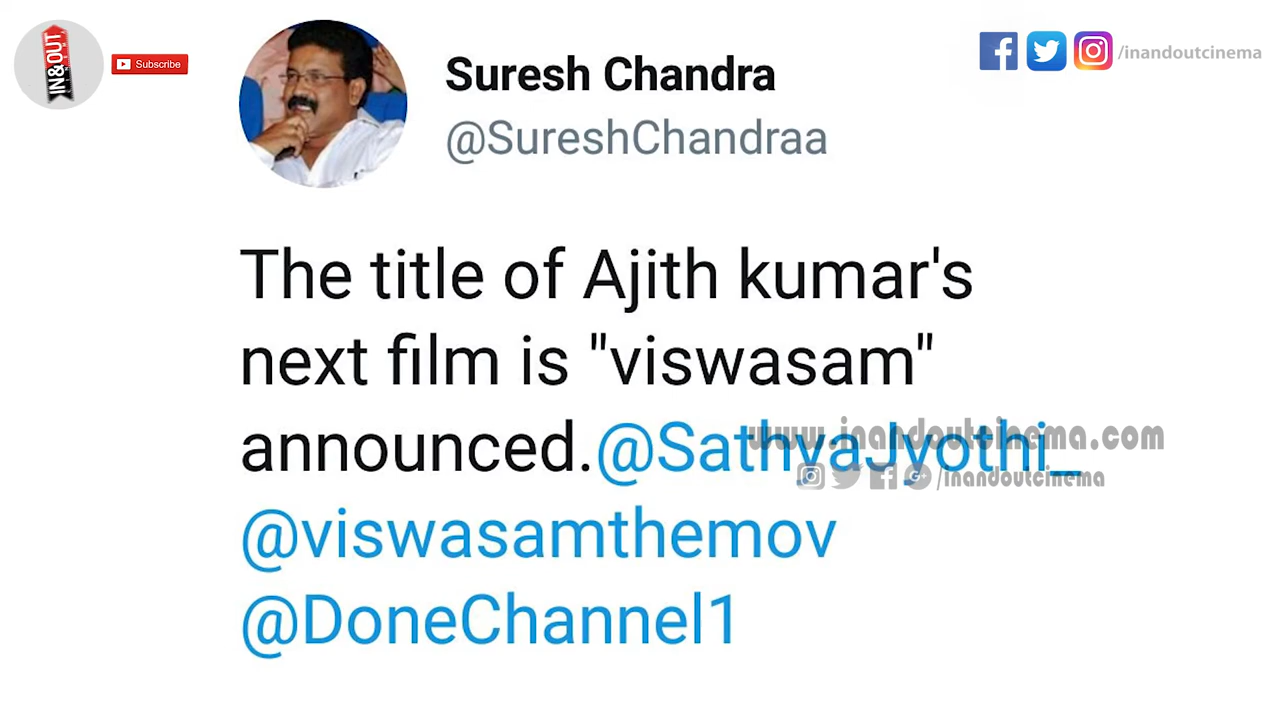 IN&OUT
Subscribe
/inandoutcinema
Suresh Chandra
@SureshChandraa
The title of Ajith kumar's
next film is "viswasam"
announced.@SathyaJyothi_
www.inandoutcinema.com
/inandoutcinema
@viswasamthemov
@DoneChannel1